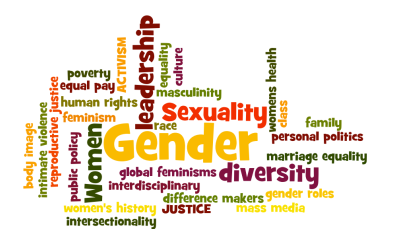 poverty
equal pay
human rights
feminism
ACTIVISM
leadership
equality
culture
masculinity
race
Sexuality
womens health
class
family
personal politics
marriage equality
body image
intimate violence
reproductive justice
public policy
Women
Gender
global feminisms
interdisciplinary
diversity
difference makers
gender roles
women's history
JUSTICE
mass media
intersectionality